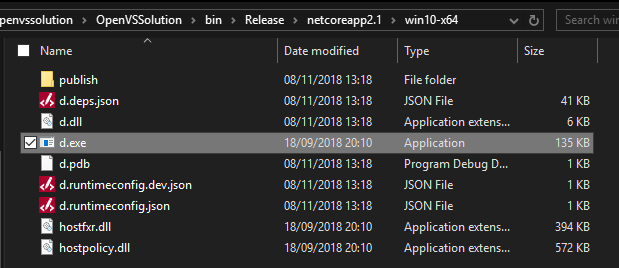 penvssolution > OpenVSSolution > bin > Release > netcoreapp2.1 > win10-x64 Search win
Name Date modified Type Size
publish 08/11/2018 13:18 File folder
d.deps.json 08/11/2018 13:18 JSON File 41 KB
d.dll 08/11/2018 13:18 Application extens... 6 KB
d.exe 18/09/2018 20:10 Application 135 KB
d.pdb 08/11/2018 13:18 Program Debug D... 1 KB
d.runtimeconfig.dev.json 08/11/2018 13:18 JSON File 1 KB
d.runtimeconfig.json 08/11/2018 13:18 JSON File 1 KB
hostfxr.dll 18/09/2018 20:10 Application extens... 394 KB
hostpolicy.dll 18/09/2018 20:10 Application extens... 572 KB